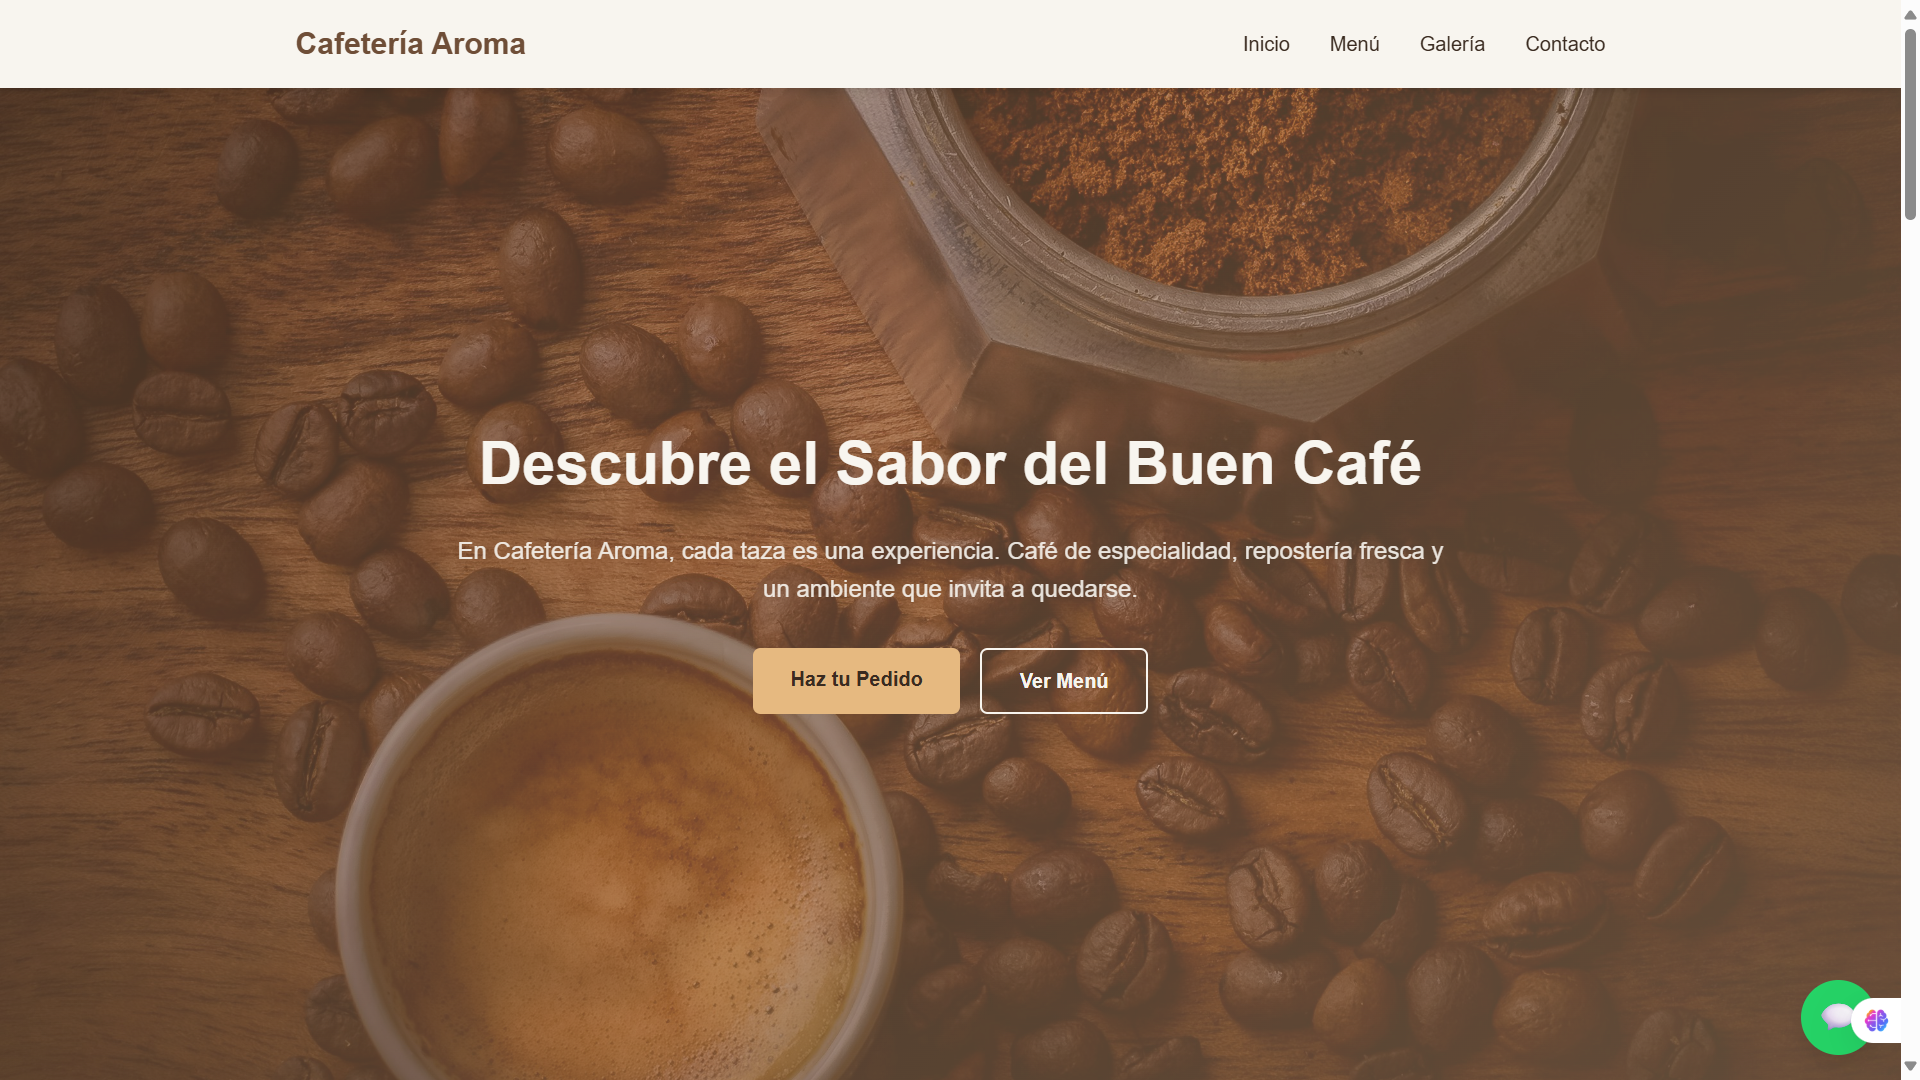 Cafetería Aroma
Inicio
Menú
Galería
Contacto
Descubre el Sabor del Buen Café
En Cafetería Aroma, cada taza es una experiencia. Café de especialidad, repostería fresca y
un ambiente que invita a quedarse.
Haz tu Pedido
Ver Menú